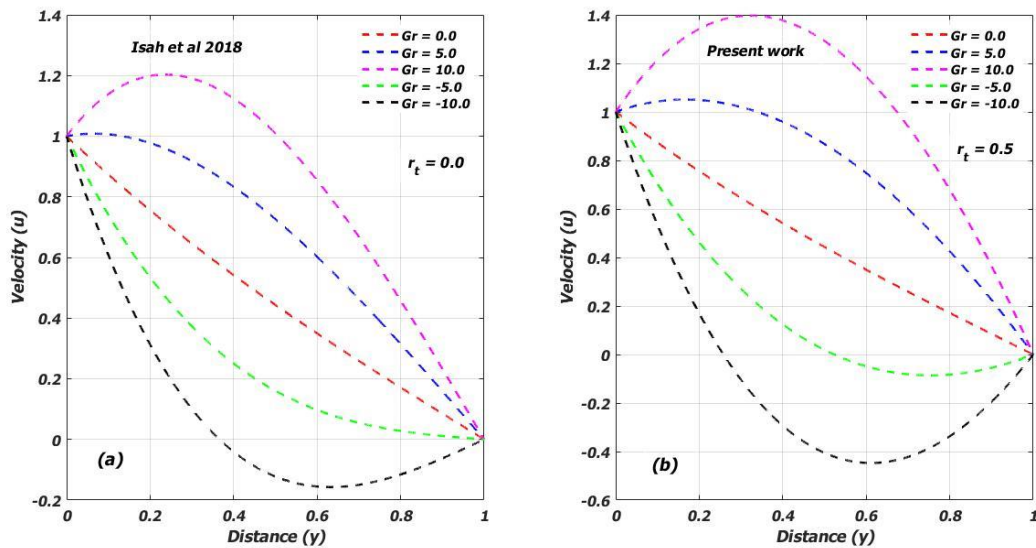 Isah et al 2018
Gr = 0.0
Gr = 5.0
Gr = 10.0
Gr = -5.0
Gr = -10.0
r_t = 0.0
(a)
1.4
1.2
1
0.8
0.6
0.4
0.2
0
-0.2
Velocity (u)
0 0.2 0.4 0.6 0.8 1
Distance (y)
Present work
Gr = 0.0
Gr = 5.0
Gr = 10.0
Gr = -5.0
Gr = -10.0
r_t = 0.5
(b)
1.4
1.2
1
0.8
0.6
0.4
0.2
0
-0.2
-0.4
-0.6
Velocity (u)
0 0.2 0.4 0.6 0.8 1
Distance (y)